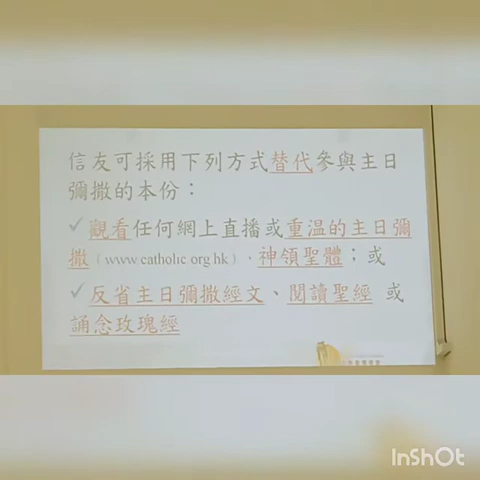 信友可採用下列方式替代參與主日
彌撒的本份：
✓觀看任何網上直播或重溫的主日彌
撒（www.catholic.org.hk），神領聖體；或
✓反省主日彌撒經文、閱讀聖經 或
誦念玫瑰經
InShOt